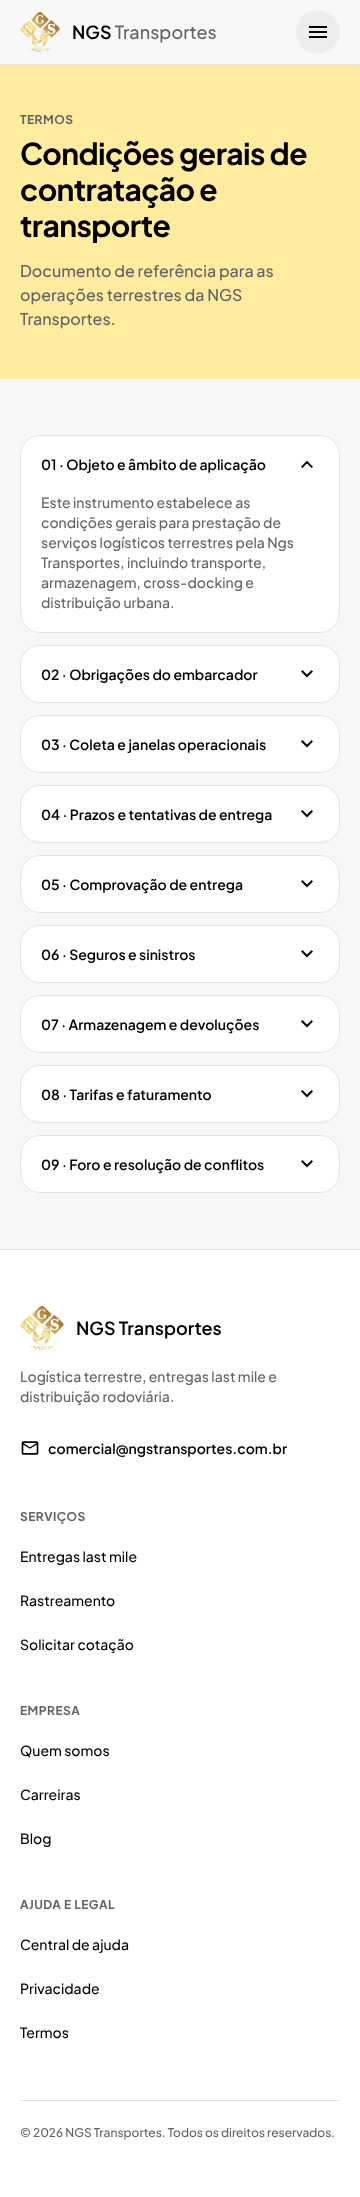 NGS Transportes
TERMOS
Condições gerais de
contratação e
transporte
Documento de referência para as
operações terrestres da NGS
Transportes.
01 · Objeto e âmbito de aplicação
Este instrumento estabelece as
condições gerais para prestação de
serviços logísticos terrestres pela Ngs
Transportes, incluindo transporte,
armazenagem, cross-docking e
distribuição urbana.
02 · Obrigações do embarcador
03 · Coleta e janelas operacionais
04 · Prazos e tentativas de entrega
05 · Comprovação de entrega
06 · Seguros e sinistros
07 · Armazenagem e devoluções
08 · Tarifas e faturamento
09 · Foro e resolução de conflitos
NGS Transportes
Logística terrestre, entregas last mile e
distribuição rodoviária.
comercial@ngstransportes.com.br
SERVIÇOS
Entregas last mile
Rastreamento
Solicitar cotação
EMPRESA
Quem somos
Carreiras
Blog
AJUDA E LEGAL
Central de ajuda
Privacidade
Termos
© 2026 NGS Transportes. Todos os direitos reservados.